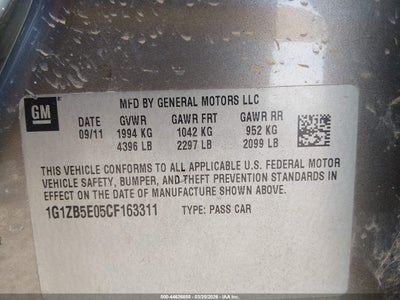 GM
MFD BY GENERAL MOTORS LLC
DATE GVWR GAWR FRT GAWR RR
09/11 1994 KG 1042 KG 952 KG
4396 LB 2297 LB 2099 LB
THIS VEHICLE CONFORMS TO ALL APPLICABLE U.S. FEDERAL MOTOR
VEHICLE SAFETY, BUMPER, AND THEFT PREVENTION STANDARDS IN
EFFECT ON THE DATE OF MANUFACTURE SHOWN ABOVE.
1G1ZB5E05CF163311 TYPE: PASS CAR